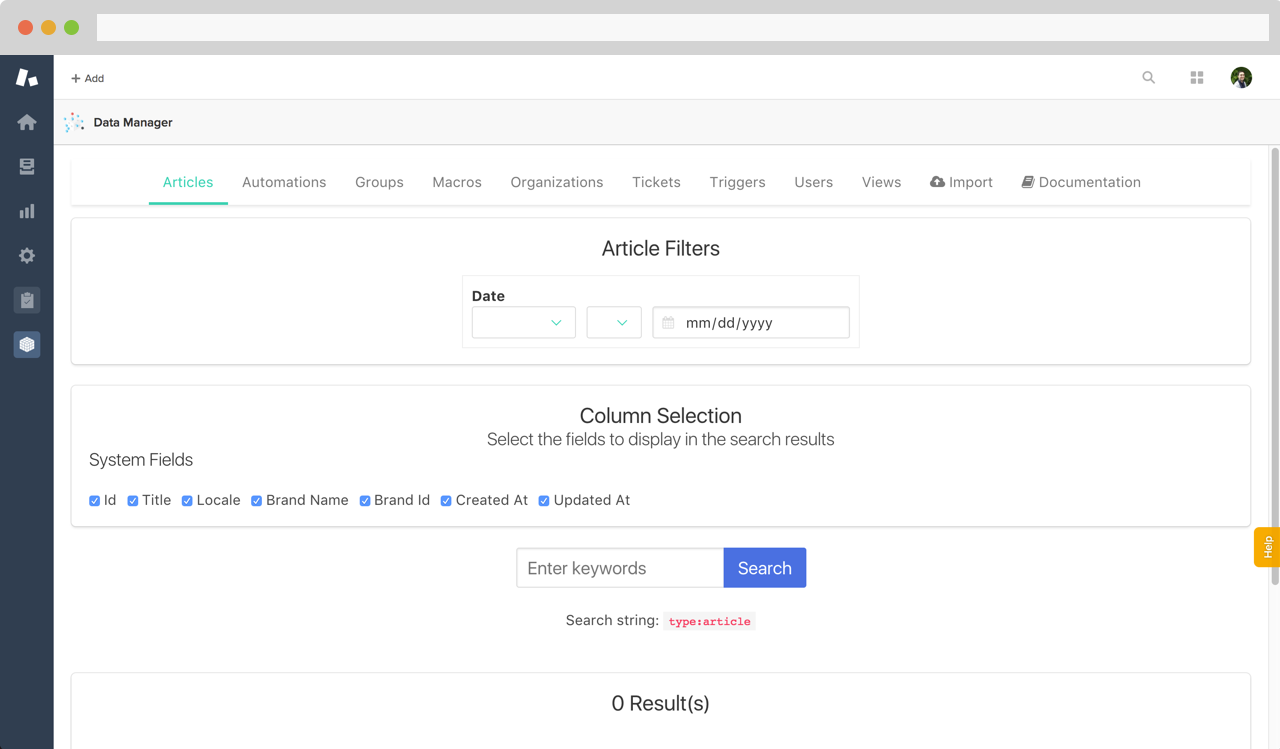 Add
Data Manager
Articles Automations Groups Macros Organizations Tickets Triggers Users Views Import Documentation
Article Filters
Date
mm/dd/yyyy
Column Selection
Select the fields to display in the search results
System Fields
Id Title Locale Brand Name Brand Id Created At Updated At
Help
Enter keywords Search
Search string: type:article
0 Result(s)